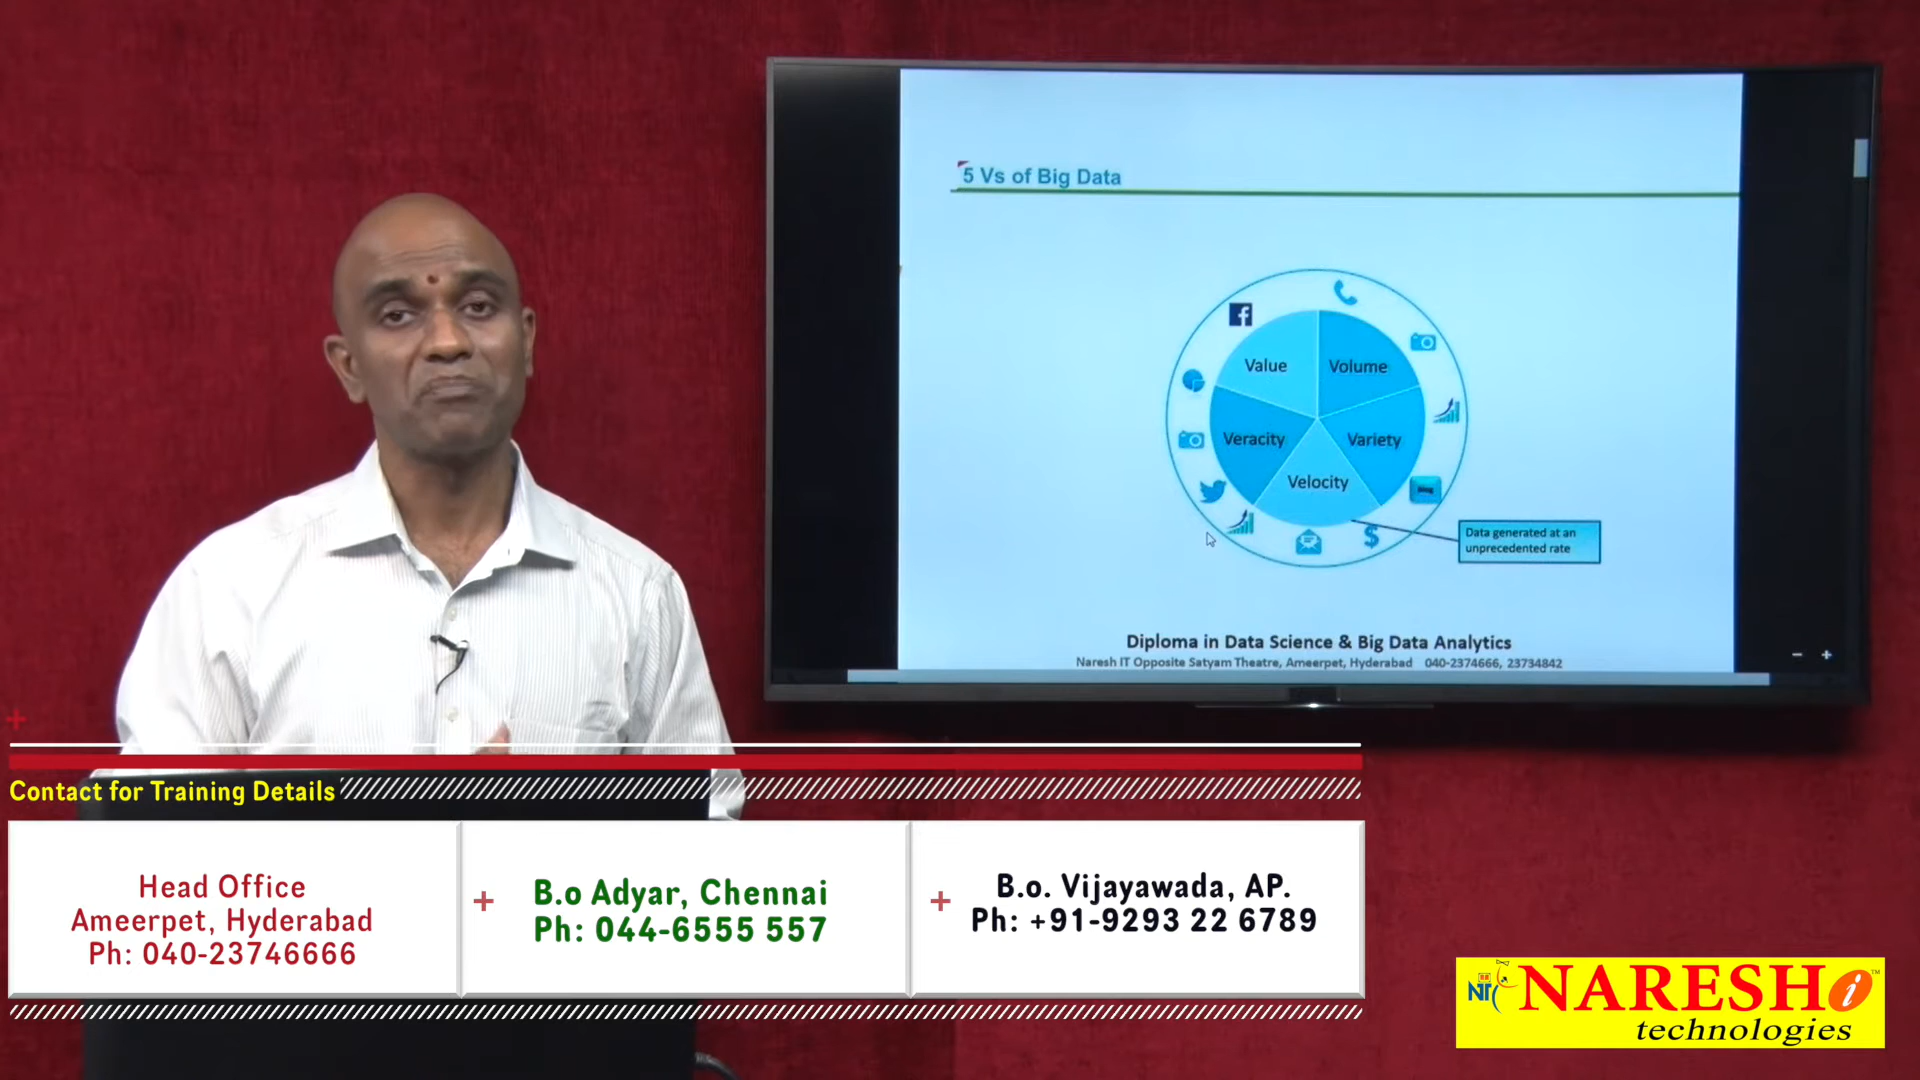 5 Vs of Big Data
Value
Volume
Veracity
Variety
Velocity
Data generated at an
unprecedented rate
Diploma in Data Science & Big Data Analytics
Naresh IT Opposite Satyam Theatre, Ameerpet, Hyderabad 040-2374666, 23734842
Contact for Training Details
Head Office
Ameerpet, Hyderabad
Ph: 040-23746666
B.o Adyar, Chennai
Ph: 044-6555 557
B.o. Vijayawada, AP.
Ph: +91-9293 22 6789
NARESH i
technologies